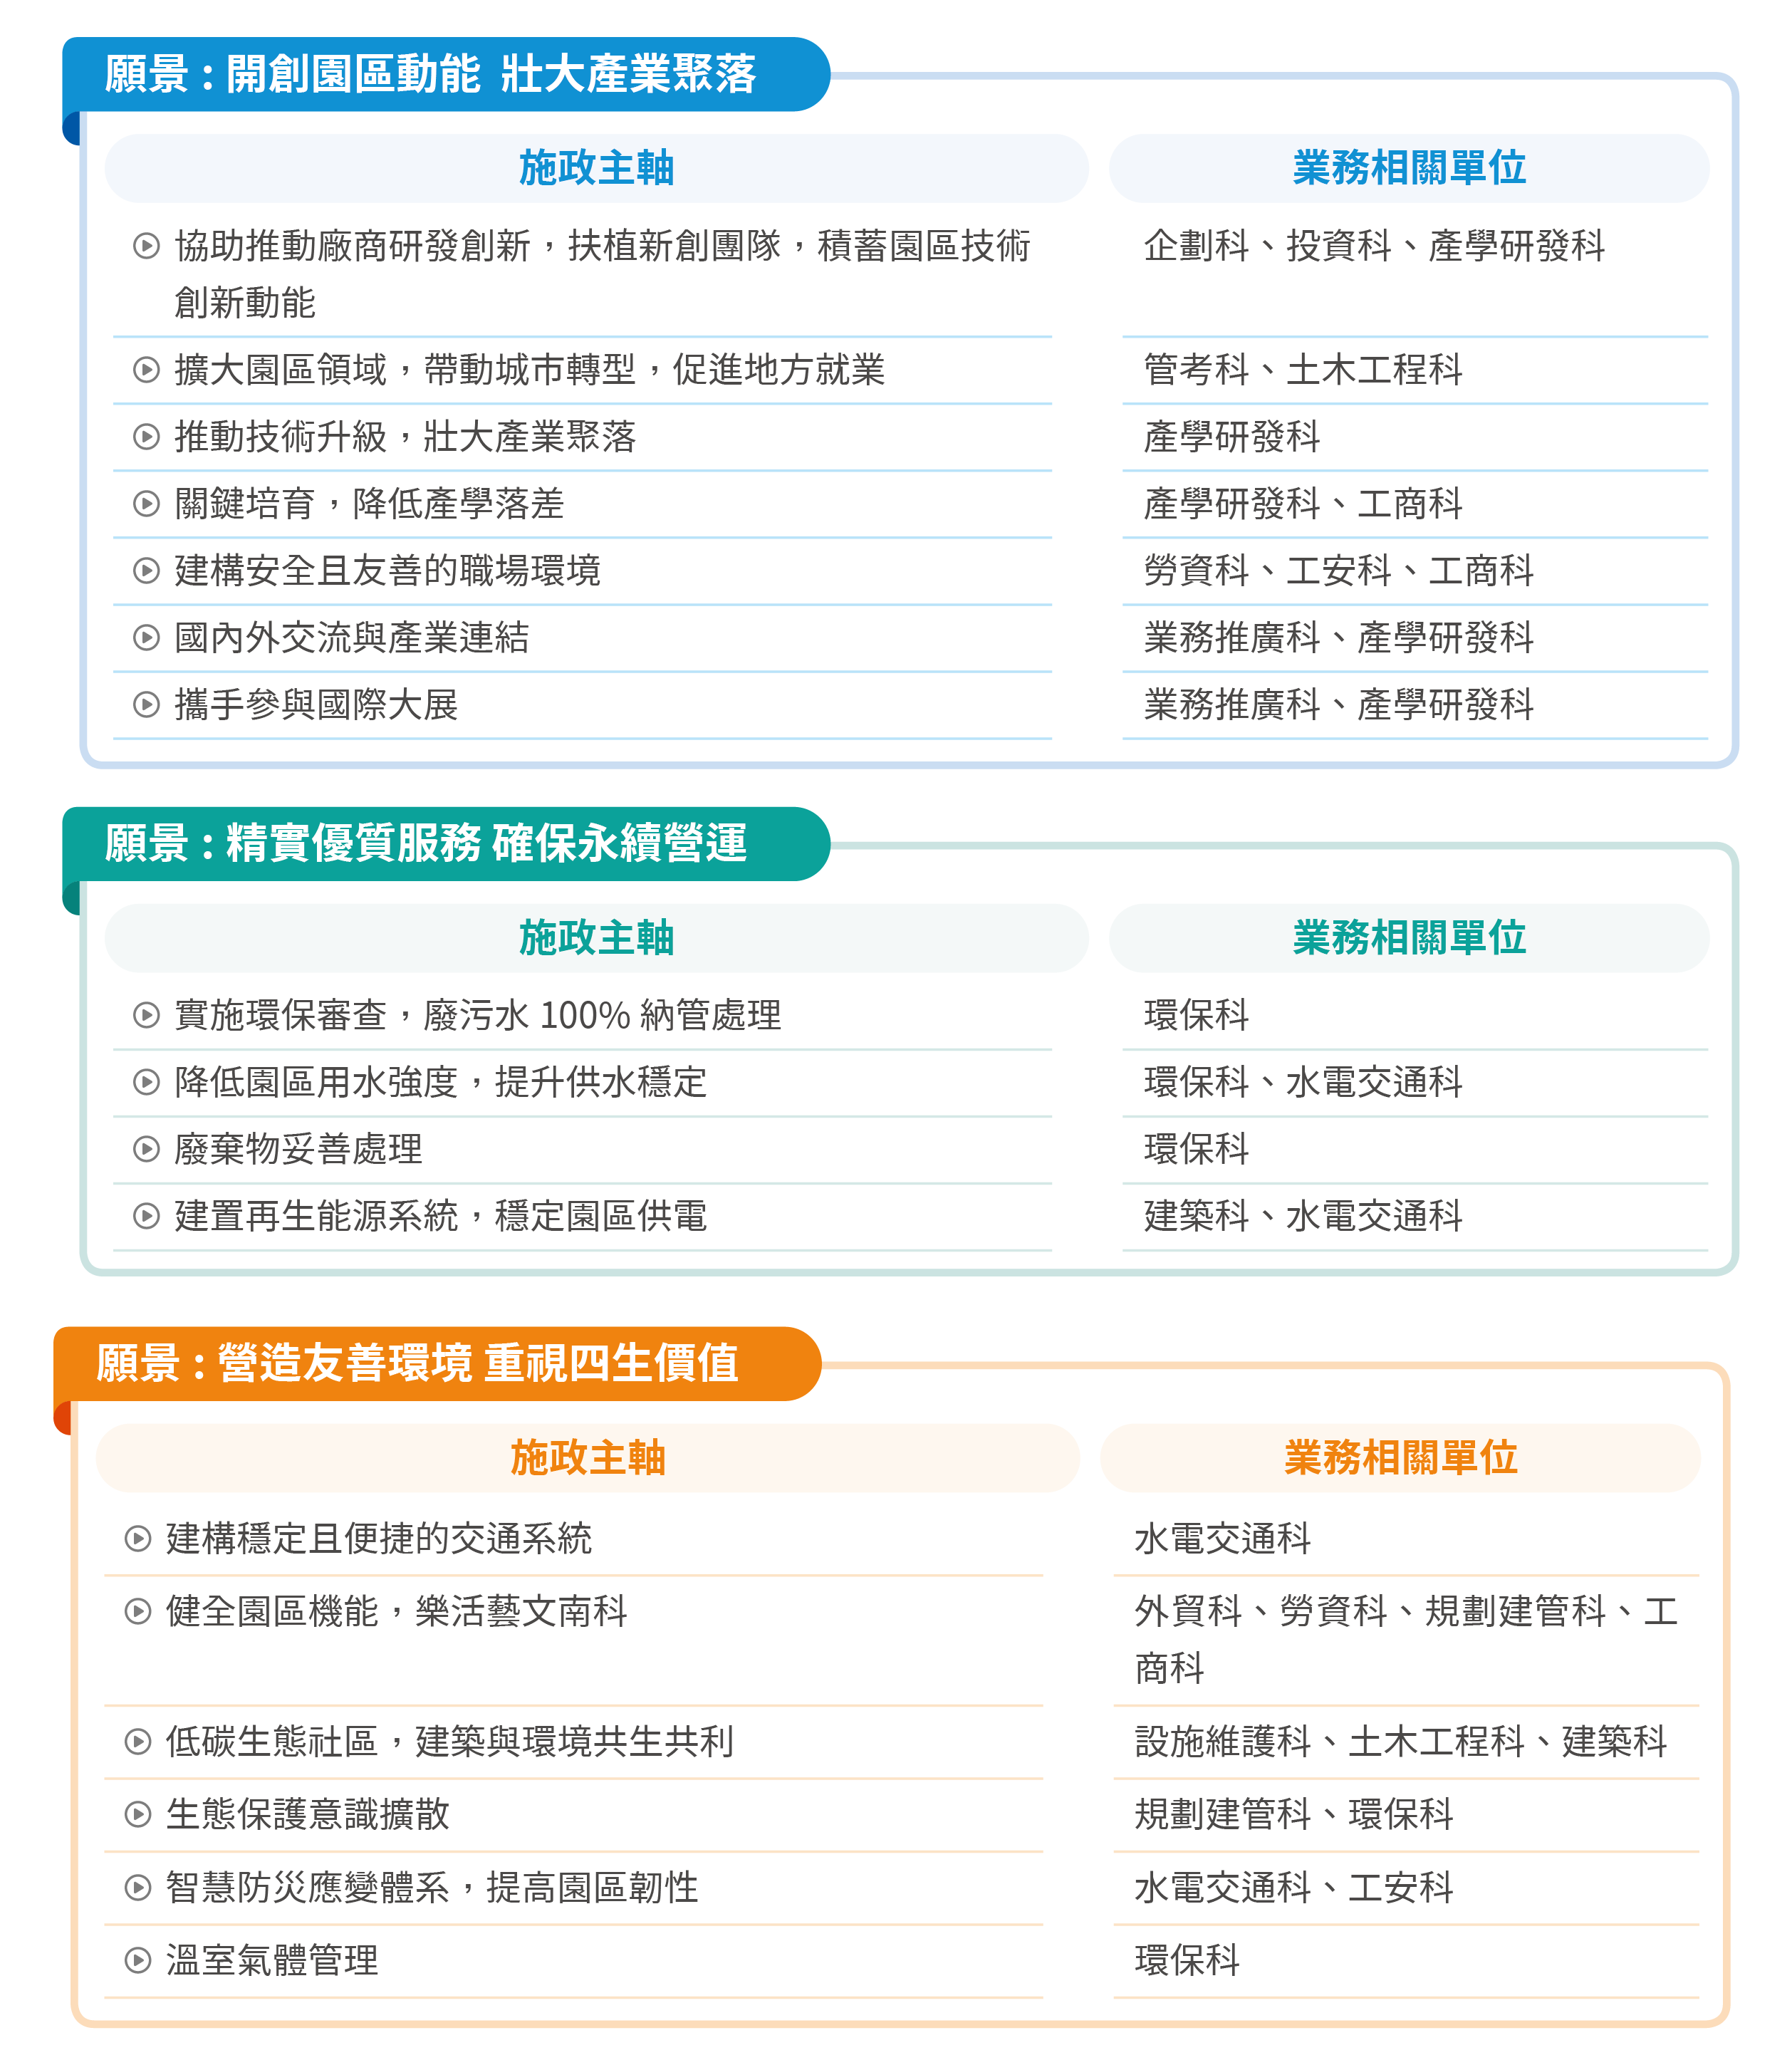 願景 : 開創園區動能 壯大產業聚落
施政主軸 業務相關單位
協助推動廠商研發創新，扶植新創團隊，積蓄園區技術 企劃科、投資科、產學研發科
創新動能
擴大園區領域，帶動城市轉型，促進地方就業 管考科、土木工程科
推動技術升級，壯大產業聚落 產學研發科
關鍵培育，降低產學落差 產學研發科、工商科
建構安全且友善的職場環境 勞資科、工安科、工商科
國內外交流與產業連結 業務推廣科、產學研發科
攜手參與國際大展 業務推廣科、產學研發科
願景 : 精實優質服務 確保永續營運
施政主軸 業務相關單位
實施環保審查，廢污水 100% 納管處理 環保科
降低園區用水強度，提升供水穩定 環保科、水電交通科
廢棄物妥善處理 環保科
建置再生能源系統，穩定園區供電 建築科、水電交通科
願景 : 營造友善環境 重視四生價值
施政主軸 業務相關單位
建構穩定且便捷的交通系統 水電交通科
健全園區機能，樂活藝文南科 外貿科、勞資科、規劃建管科、工
商科
低碳生態社區，建築與環境共生共利 設施維護科、土木工程科、建築科
生態保護意識擴散 規劃建管科、環保科
智慧防災應變體系，提高園區韌性 水電交通科、工安科
溫室氣體管理 環保科